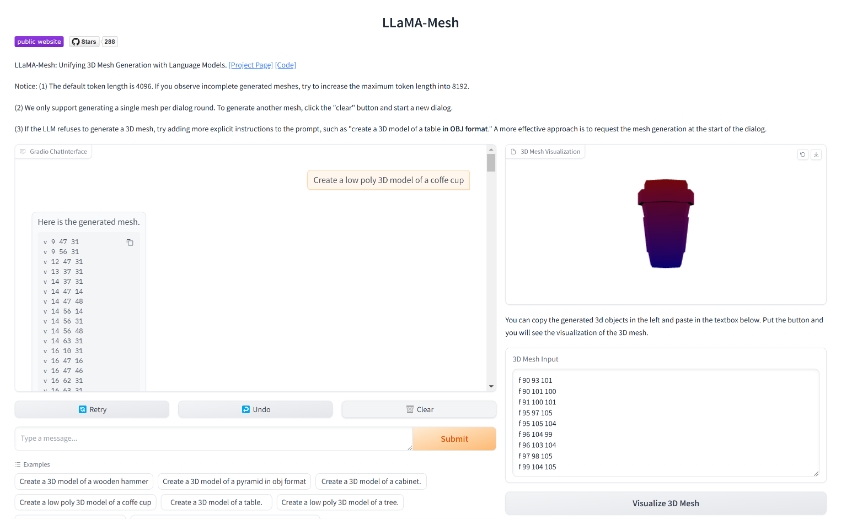 LLaMA-Mesh
public website
Stars
288
LLaMA-Mesh: Unifying 3D Mesh Generation with Language Models. [Project Page] [Code]
Notice: (1) The default token length is 4096. If you observe incomplete generated meshes, try to increase the maximum token length into 8192.
(2) We only support generating a single mesh per dialog round. To generate another mesh, click the "clear" button and start a new dialog.
(3) If the LLM refuses to generate a 3D mesh, try adding more explicit instructions to the prompt, such as "create a 3D model of a table in OBJ format." A more effective approach is to request the mesh generation at the start of the dialog.
Gradio ChatInterface
Create a low poly 3D model of a coffe cup
Here is the generated mesh.
v 9 47 31
v 9 56 31
v 12 47 31
v 13 37 31
v 14 37 31
v 14 47 14
v 14 47 48
v 14 56 14
v 14 56 31
v 14 56 48
v 14 63 31
v 16 10 31
v 16 47 16
v 16 47 46
v 16 62 31
v 16 63 31
Retry
Undo
Clear
Type a message...
Submit
Examples
Create a 3D model of a wooden hammer
Create a 3D model of a pyramid in obj format
Create a 3D model of a cabinet.
Create a low poly 3D model of a coffe cup
Create a 3D model of a table.
Create a low poly 3D model of a tree.
3D Mesh Visualization
You can copy the generated 3d objects in the left and paste in the textbox below. Put the button and
you will see the visualization of the 3D mesh.
3D Mesh Input
f 90 93 101
f 90 101 100
f 91 100 101
f 95 97 105
f 95 105 104
f 96 104 99
f 96 103 104
f 97 98 105
f 99 104 105
Visualize 3D Mesh